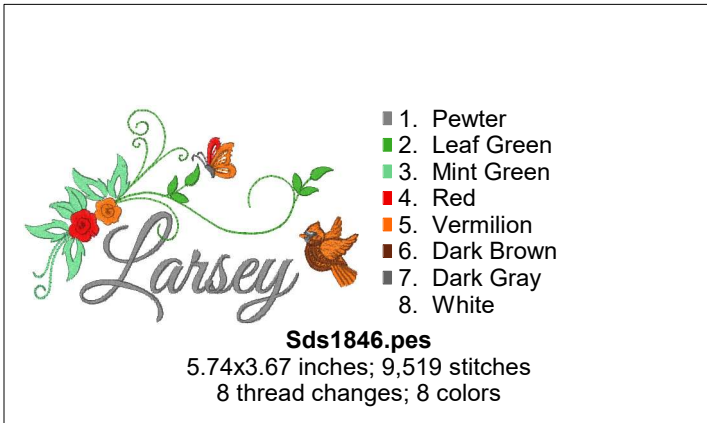 Larsey
1. Pewter
2. Leaf Green
3. Mint Green
4. Red
5. Vermilion
6. Dark Brown
7. Dark Gray
8. White
Sds1846.pes
5.74x3.67 inches; 9,519 stitches
8 thread changes; 8 colors